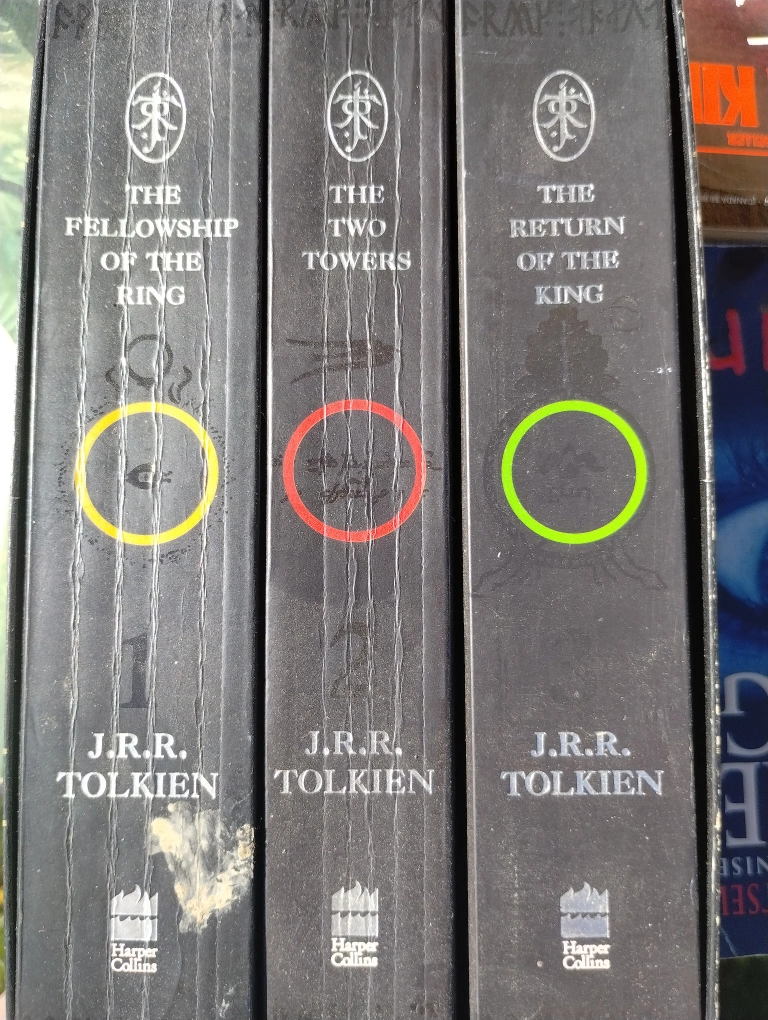 THE
FELLOWSHIP
OF THE
RING
1
J.R.R.
TOLKIEN
Harper
Collins
THE
TWO
TOWERS
2
J.R.R.
TOLKIEN
Harper
Collins
THE
RETURN
OF THE
KING
3
J.R.R.
TOLKIEN
Harper
Collins